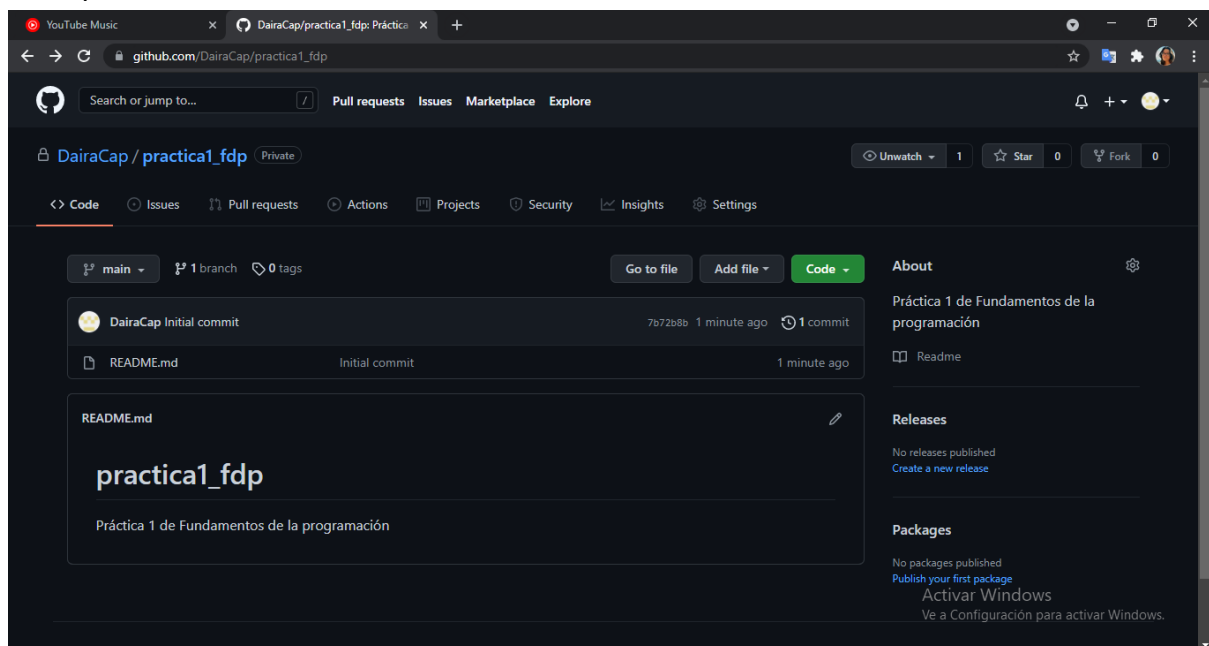 YouTube Music
DairaCap/practica1_fdp: Práctica
github.com/DairaCap/practica1_fdp
Search or jump to... /
Pull requests Issues Marketplace Explore
DairaCap / practica1_fdp Private
Unwatch 1 Star 0 Fork 0
<> Code Issues Pull requests Actions Projects Security Insights Settings
main 1 branch 0 tags Go to file Add file Code
DairaCap Initial commit 7b72b8b 1 minute ago 1 commit
README.md Initial commit 1 minute ago
README.md
practica1_fdp
Práctica 1 de Fundamentos de la programación
About
Práctica 1 de Fundamentos de la
programación
Readme
Releases
No releases published
Create a new release
Packages
No packages published
Publish your first package
Activar Windows
Ve a Configuración para activar Windows.